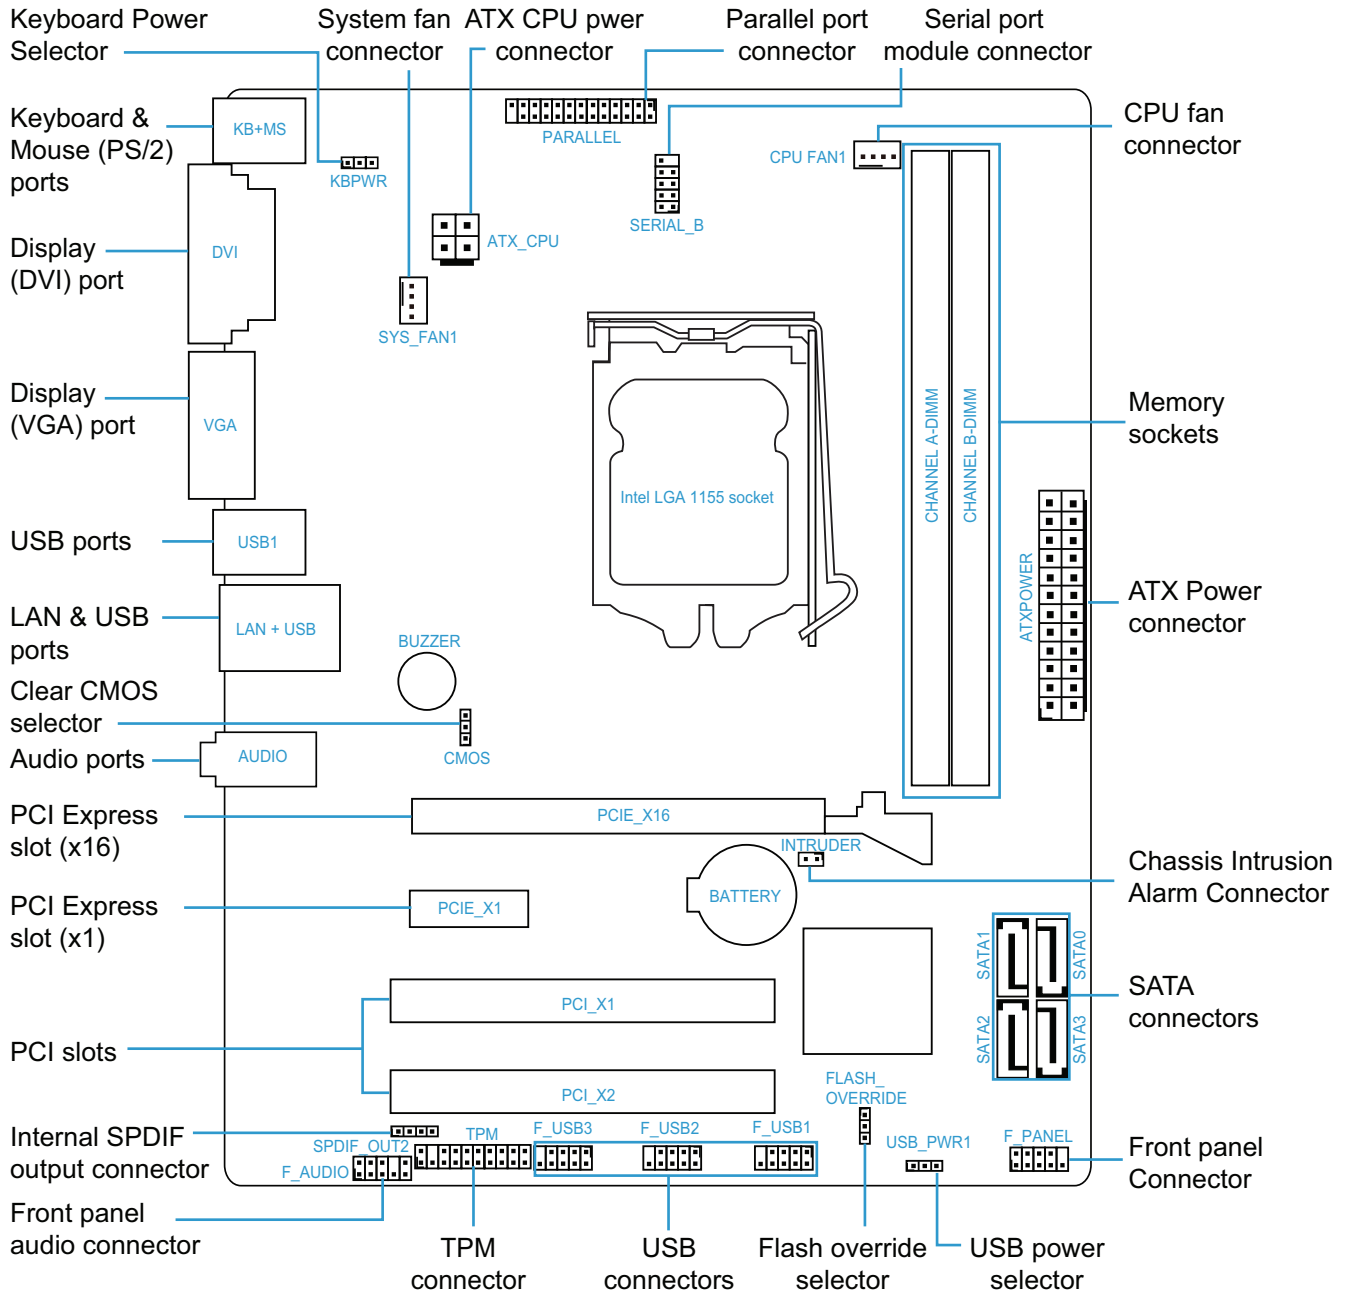 Keyboard Power
Selector
System fan
connector
ATX CPU pwer
connector
Parallel port
connector
Serial port
module connector
CPU fan
connector
Keyboard &
Mouse (PS/2)
ports
KB+MS
KBPWR
PARALLEL
SERIAL_B
CPU FAN1
ATX_CPU
Display
(DVI) port
DVI
SYS_FAN1
Display
(VGA) port
VGA
Intel LGA 1155 socket
CHANNEL A-DIMM
CHANNEL B-DIMM
Memory
sockets
USB ports
USB1
ATXPOWER
ATX Power
connector
LAN & USB
ports
LAN + USB
BUZZER
Clear CMOS
selector
CMOS
Audio ports
AUDIO
PCI Express
slot (x16)
PCIE_X16
INTRUDER
Chassis Intrusion
Alarm Connector
PCI Express
slot (x1)
PCIE_X1
BATTERY
SATA1
SATA0
SATA2
SATA3
SATA
connectors
PCI slots
PCI_X1
PCI_X2
FLASH_
OVERRIDE
Internal SPDIF
output connector
SPDIF_OUT2
F_AUDIO
TPM
F_USB3
F_USB2
F_USB1
USB_PWR1
F_PANEL
Front panel
Connector
Front panel
audio connector
TPM
connector
USB
connectors
Flash override
selector
USB power
selector